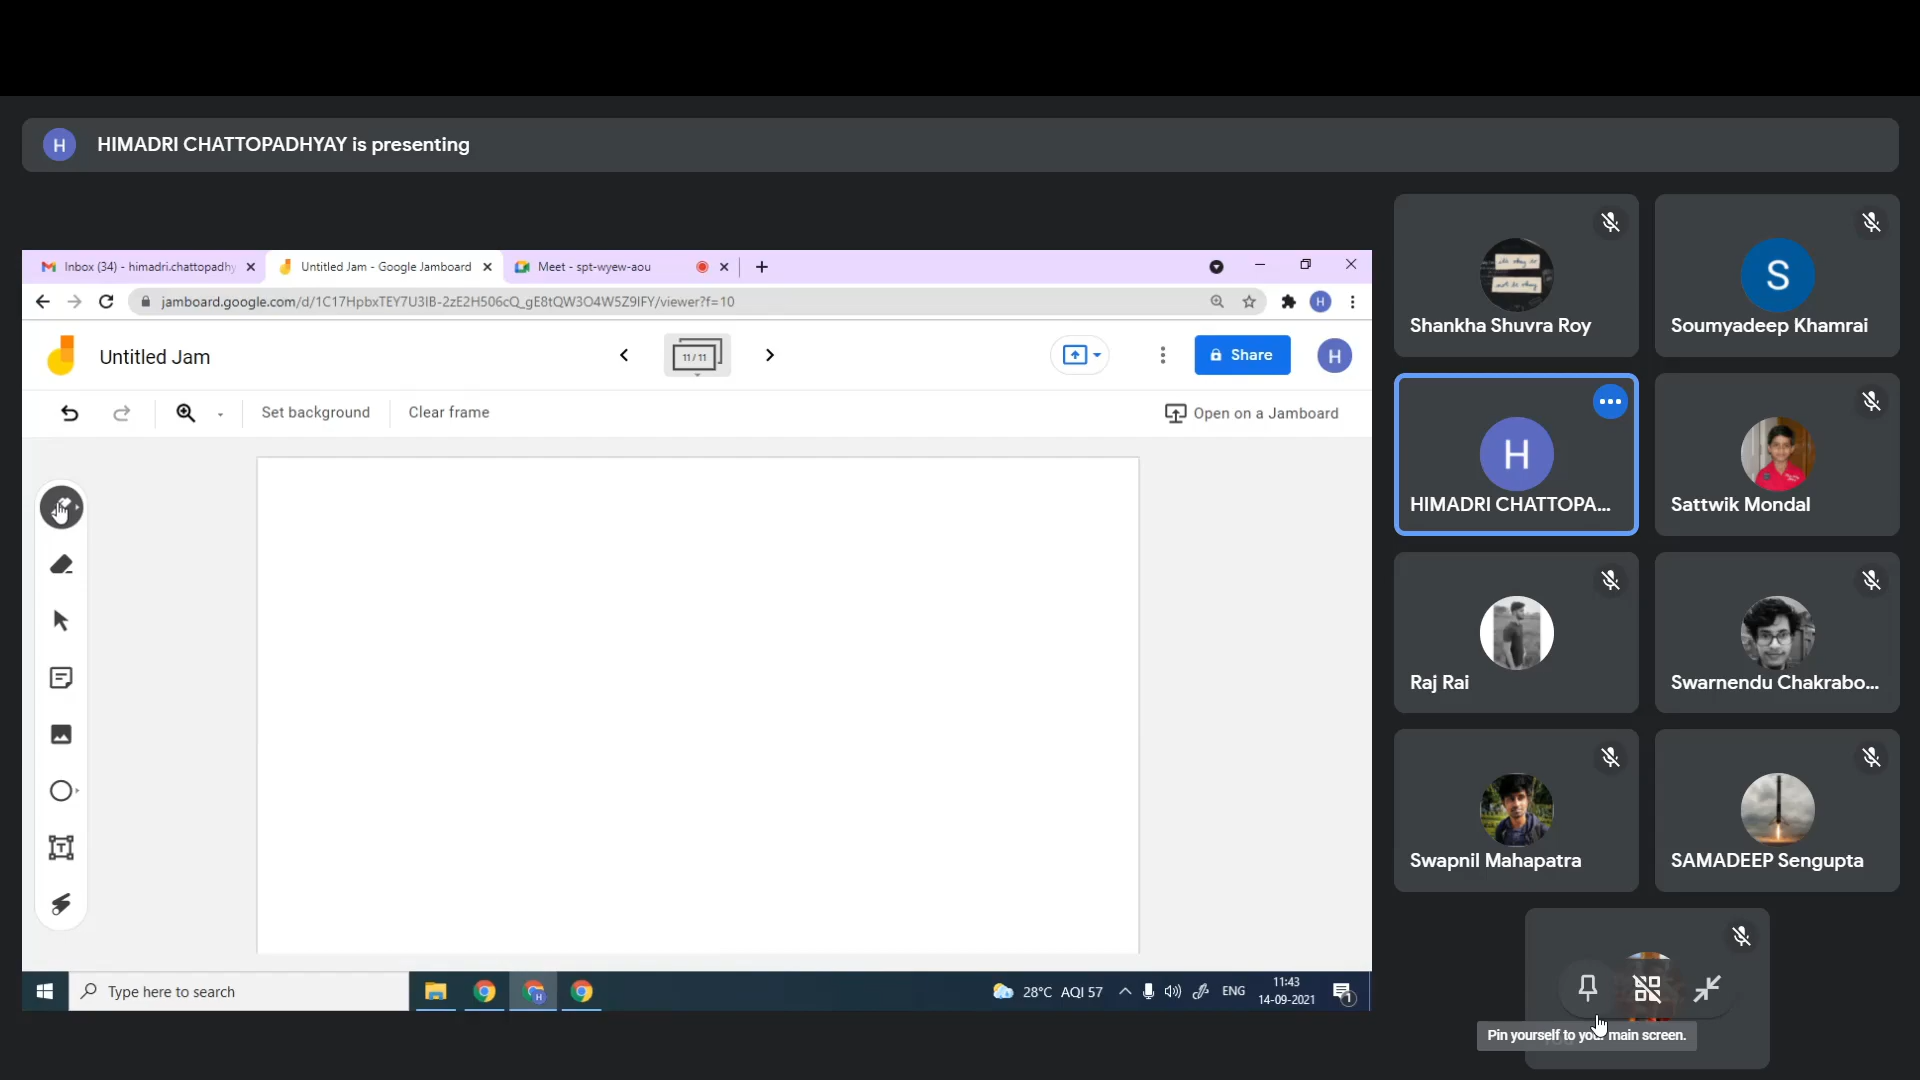 H HIMADRI CHATTOPADHYAY is presenting
Inbox (34) - himadri.chattopadhy
Untitled Jam - Google Jamboard
Meet - spt-wyew-aou
jamboard.google.com/d/1C17HpbxTEY7U3IB-2zE2H506cQ_gE8tQW3O4W5Z9IFY/viewer?f=10
H
Untitled Jam
11 / 11
Share
H
Set background
Clear frame
Open on a Jamboard
Type here to search
28°C AQI 57
ENG
11:43
14-09-2021
1
Shankha Shuvra Roy
S
Soumyadeep Khamrai
H
HIMADRI CHATTOPA...
Sattwik Mondal
Raj Rai
Swarnendu Chakrabo...
Swapnil Mahapatra
SAMADEEP Sengupta
Pin yourself to your main screen.